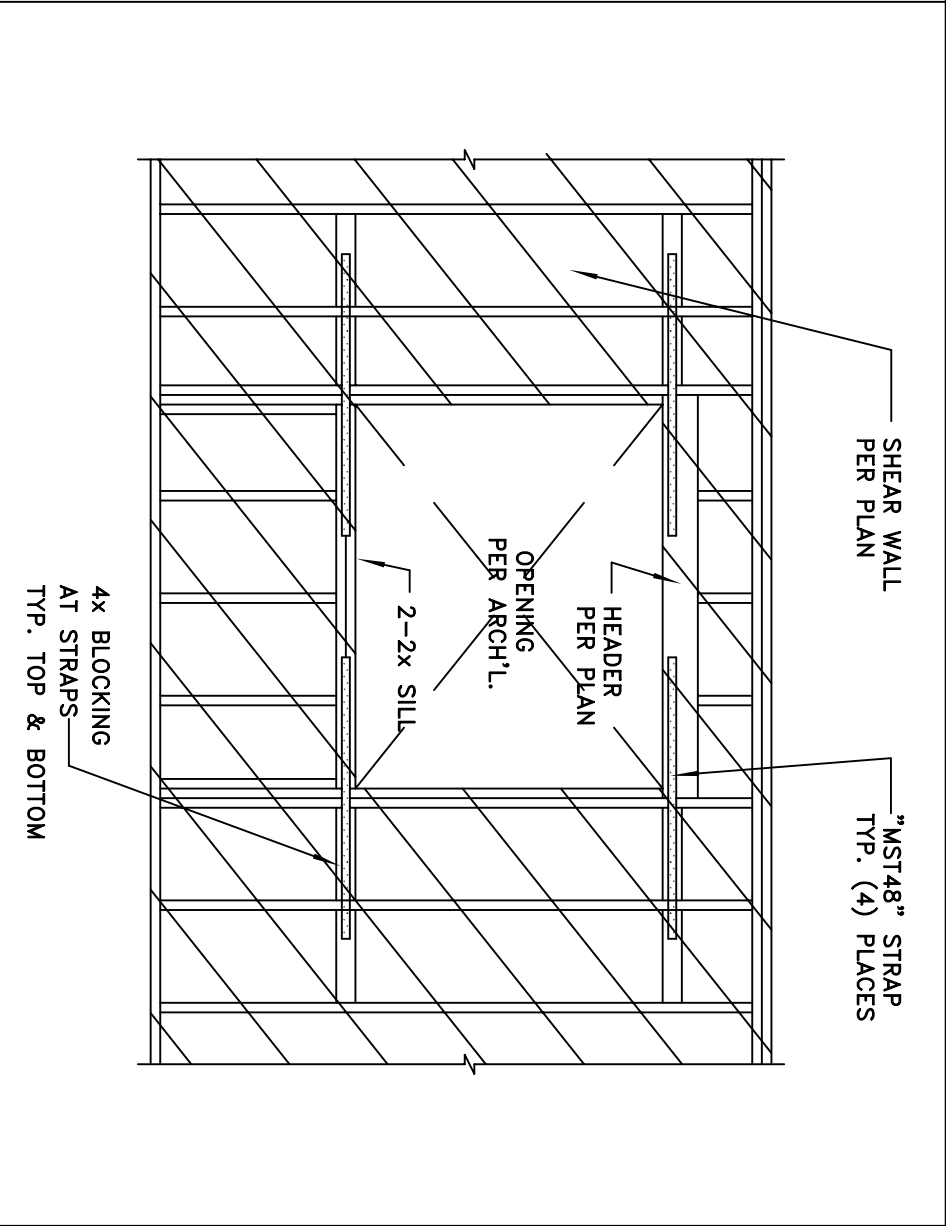 SHEAR WALL
PER PLAN
"MST48" STRAP
TYP. (4) PLACES
HEADER
PER PLAN
OPENING
PER ARCH'L.
2-2x SILL
4x BLOCKING
AT STRAPS
TYP. TOP & BOTTOM